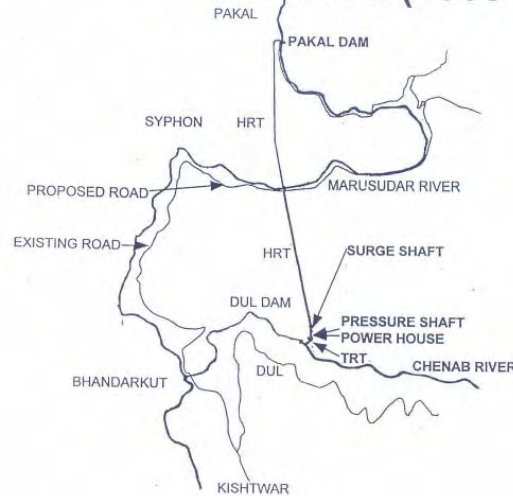 PAKAL
PAKAL DAM
SYPHON
HRT
PROPOSED ROAD
MARUSUDAR RIVER
EXISTING ROAD
HRT
SURGE SHAFT
DUL DAM
PRESSURE SHAFT
POWER HOUSE
TRT
BHANDARKUT
DUL
CHENAB RIVER
KISHTWAR